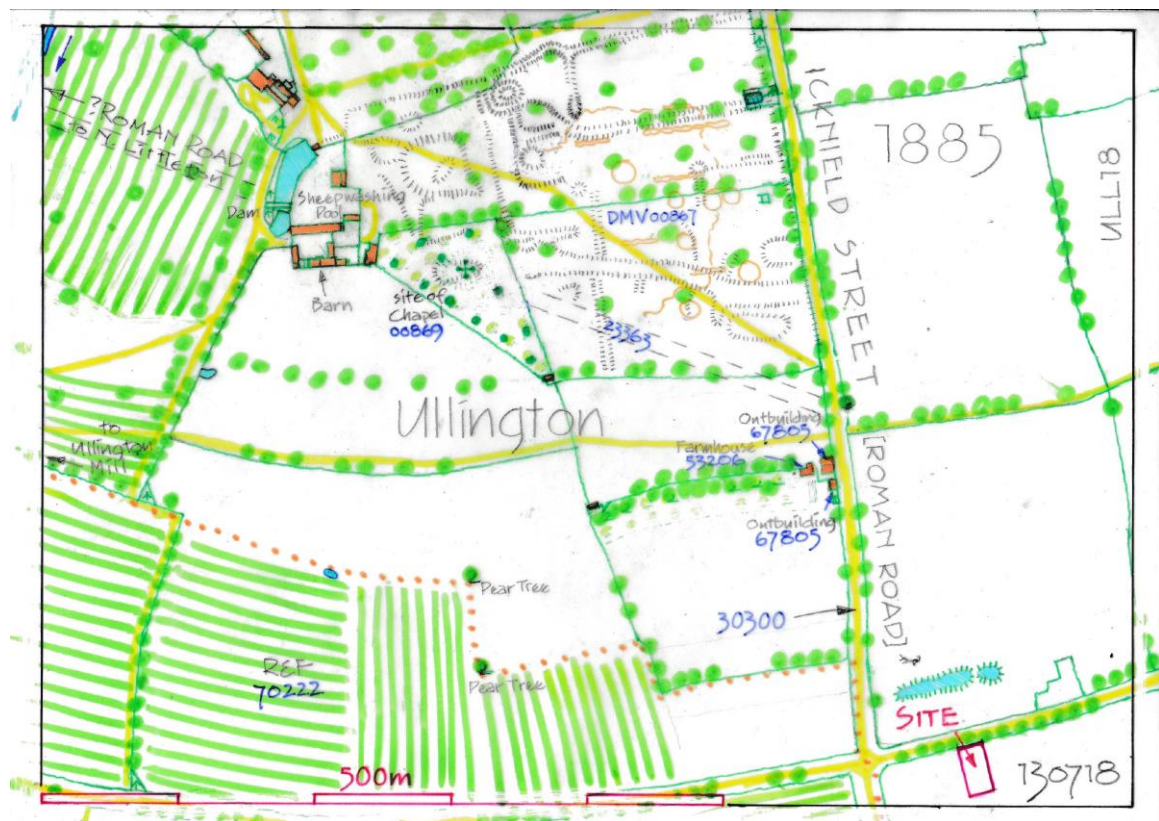 ?ROMAN ROAD
to N. Littleton
Dam
Sheepwashing
Pool
Barn
site of
Chapel
00869
DMV00867
23363
ICKNIELD STREET
[ROMAN ROAD]
7885
ULL718
Ullington
to
Ullington
Mill
Outbuilding
67805
Farmhouse
53206
Outbuilding
67805
30300
Pear Tree
Pear Tree
REF
70222
SITE
500m
130718